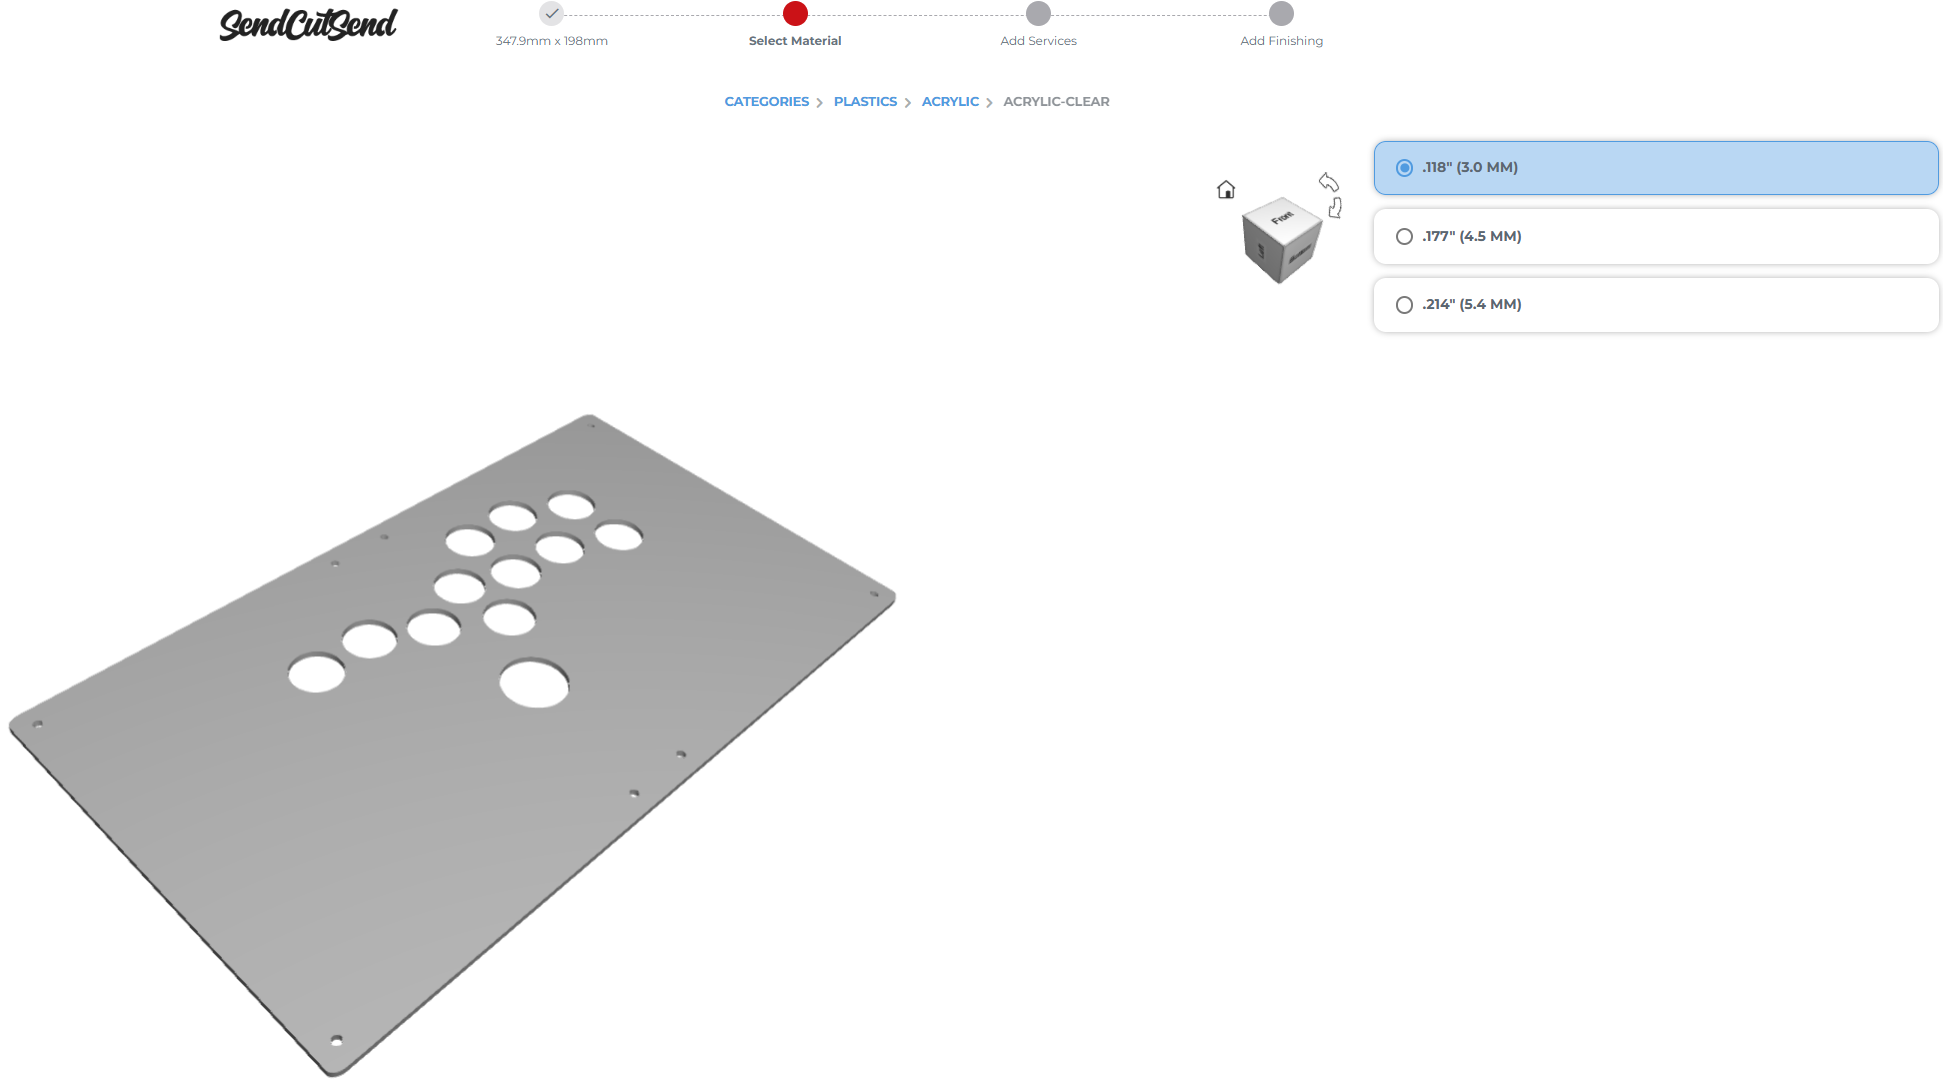 SendCutSend
347.9mm x 198mm
Select Material
Add Services
Add Finishing
CATEGORIES > PLASTICS > ACRYLIC > ACRYLIC-CLEAR
.118" (3.0 MM)
.177" (4.5 MM)
.214" (5.4 MM)
Front